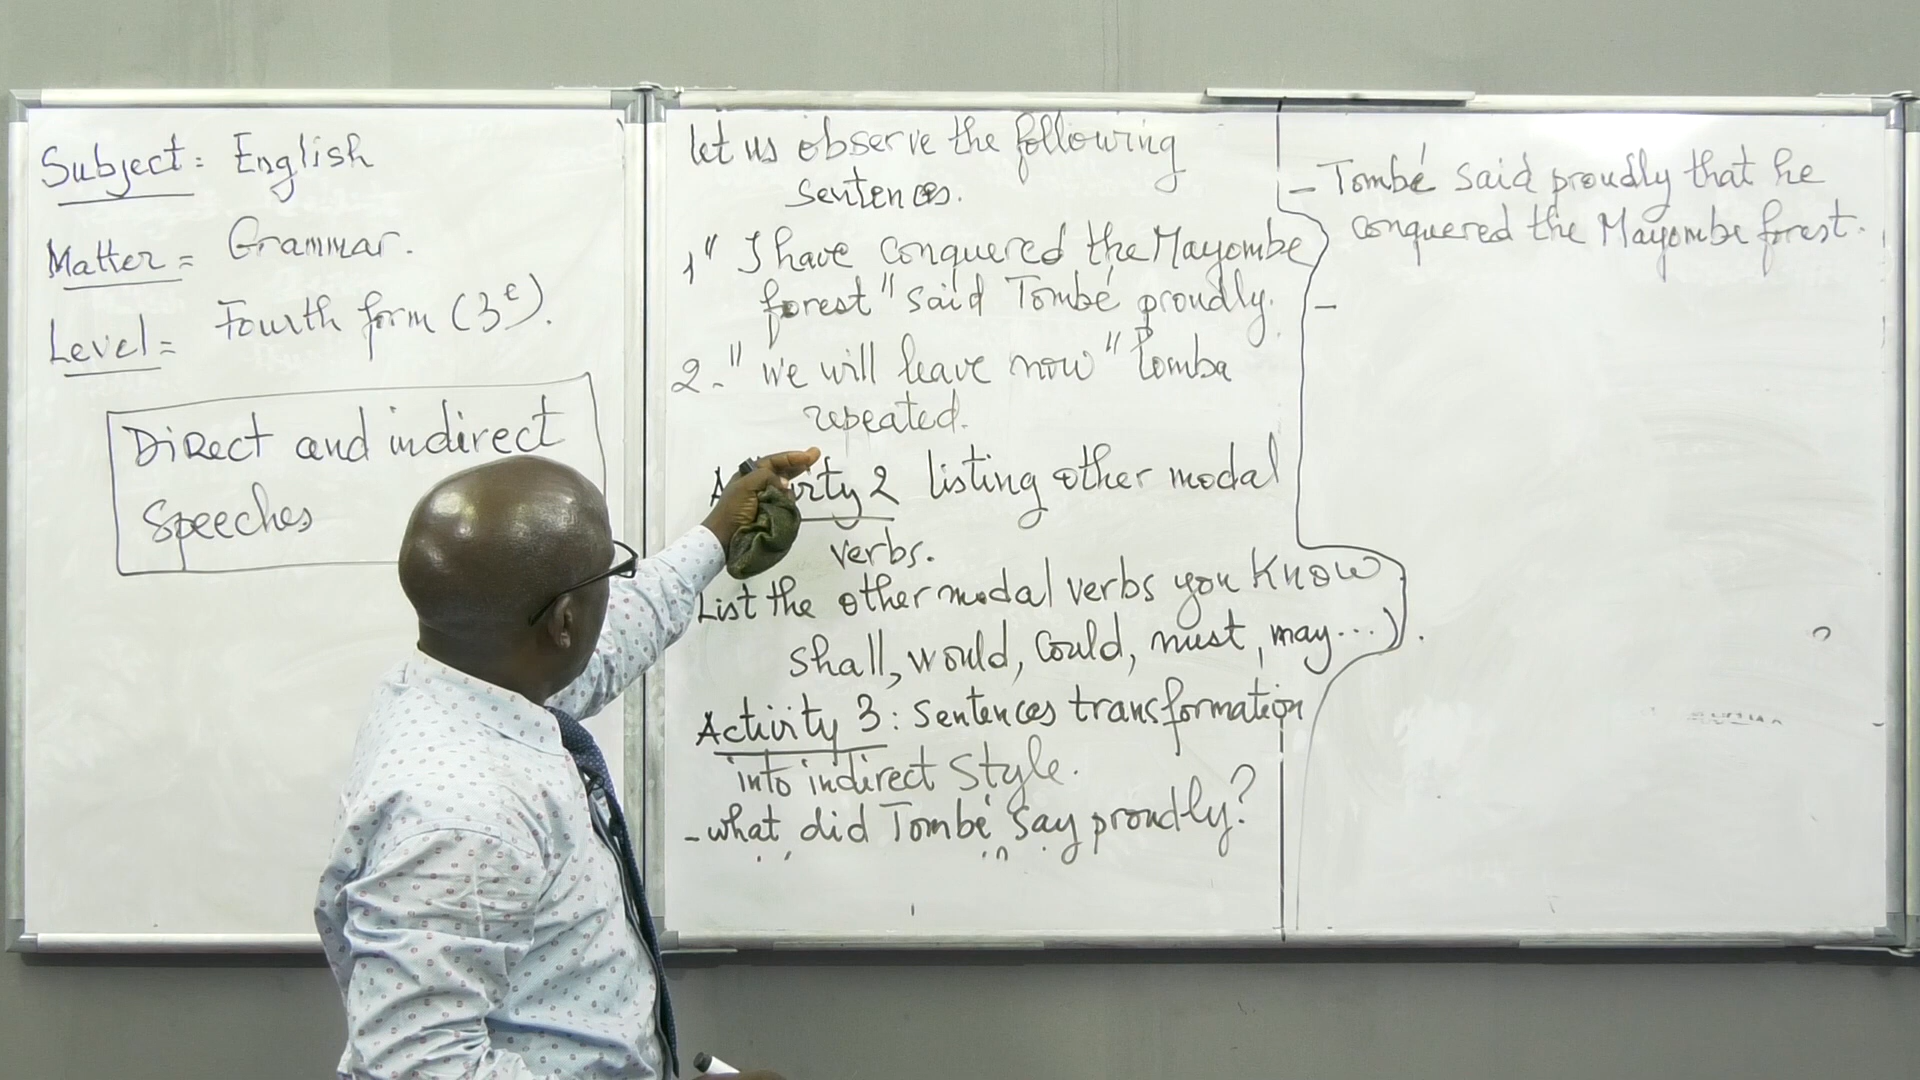 Subject: English
Matter = Grammar.
Level = Fourth form (3e).
Direct and indirect
Speeches
let us observe the following
sentences.
1" I have conquered the Mayombe
forest" said Tombé proudly.
2-" we will leave now" tomba
repeated.
Activity 2 listing other modal
verbs.
List the other modal verbs you know
shall, would, could, must, may...).
Activity 3: sentences transformation
into indirect style.
- what did Tombé say proudly?
- Tombé said proudly that he
conquered the Mayombe forest.
-